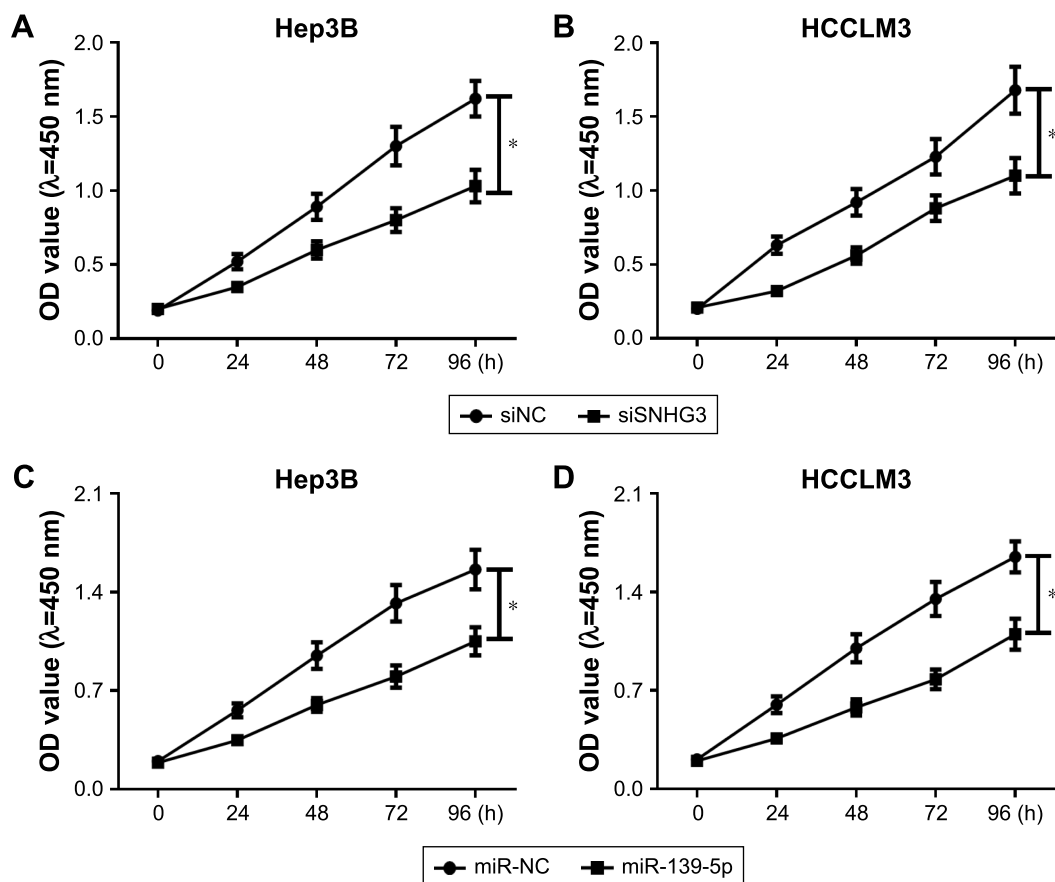 A
Hep3B
OD value (λ=450 nm)
2.0
1.5
1.0
0.5
0.0
0 24 48 72 96 (h)
*
B
HCCLM3
OD value (λ=450 nm)
2.0
1.5
1.0
0.5
0.0
0 24 48 72 96 (h)
*
siNC siSNHG3
C
Hep3B
OD value (λ=450 nm)
2.1
1.4
0.7
0.0
0 24 48 72 96 (h)
*
D
HCCLM3
OD value (λ=450 nm)
2.1
1.4
0.7
0.0
0 24 48 72 96 (h)
*
miR-NC miR-139-5p